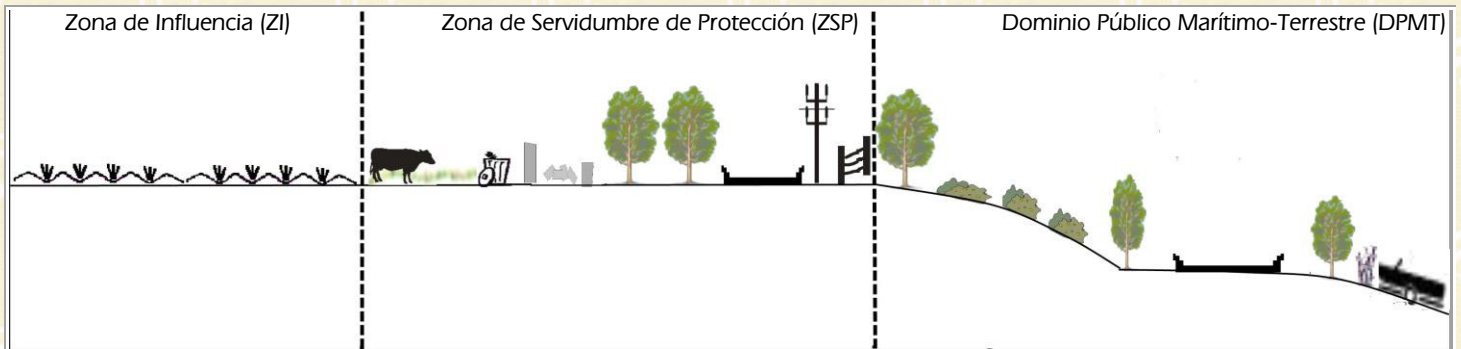 Zona de Influencia (ZI)
Zona de Servidumbre de Protección (ZSP)
Dominio Público Marítimo-Terrestre (DPMT)